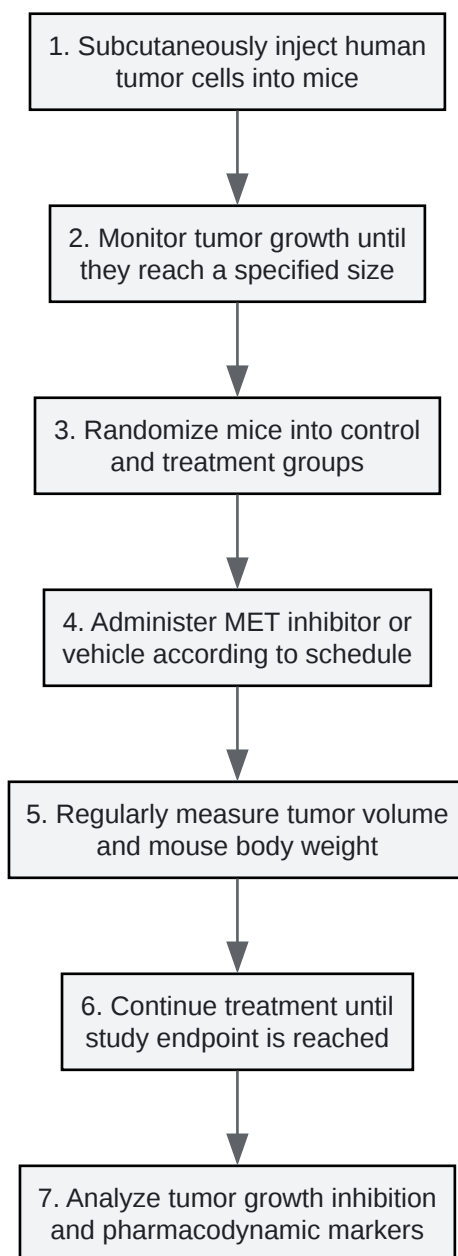 1. Subcutaneously inject human
tumor cells into mice
2. Monitor tumor growth until
they reach a specified size
3. Randomize mice into control
and treatment groups
4. Administer MET inhibitor or
vehicle according to schedule
5. Regularly measure tumor volume
and mouse body weight
6. Continue treatment until
study endpoint is reached
7. Analyze tumor growth inhibition
and pharmacodynamic markers